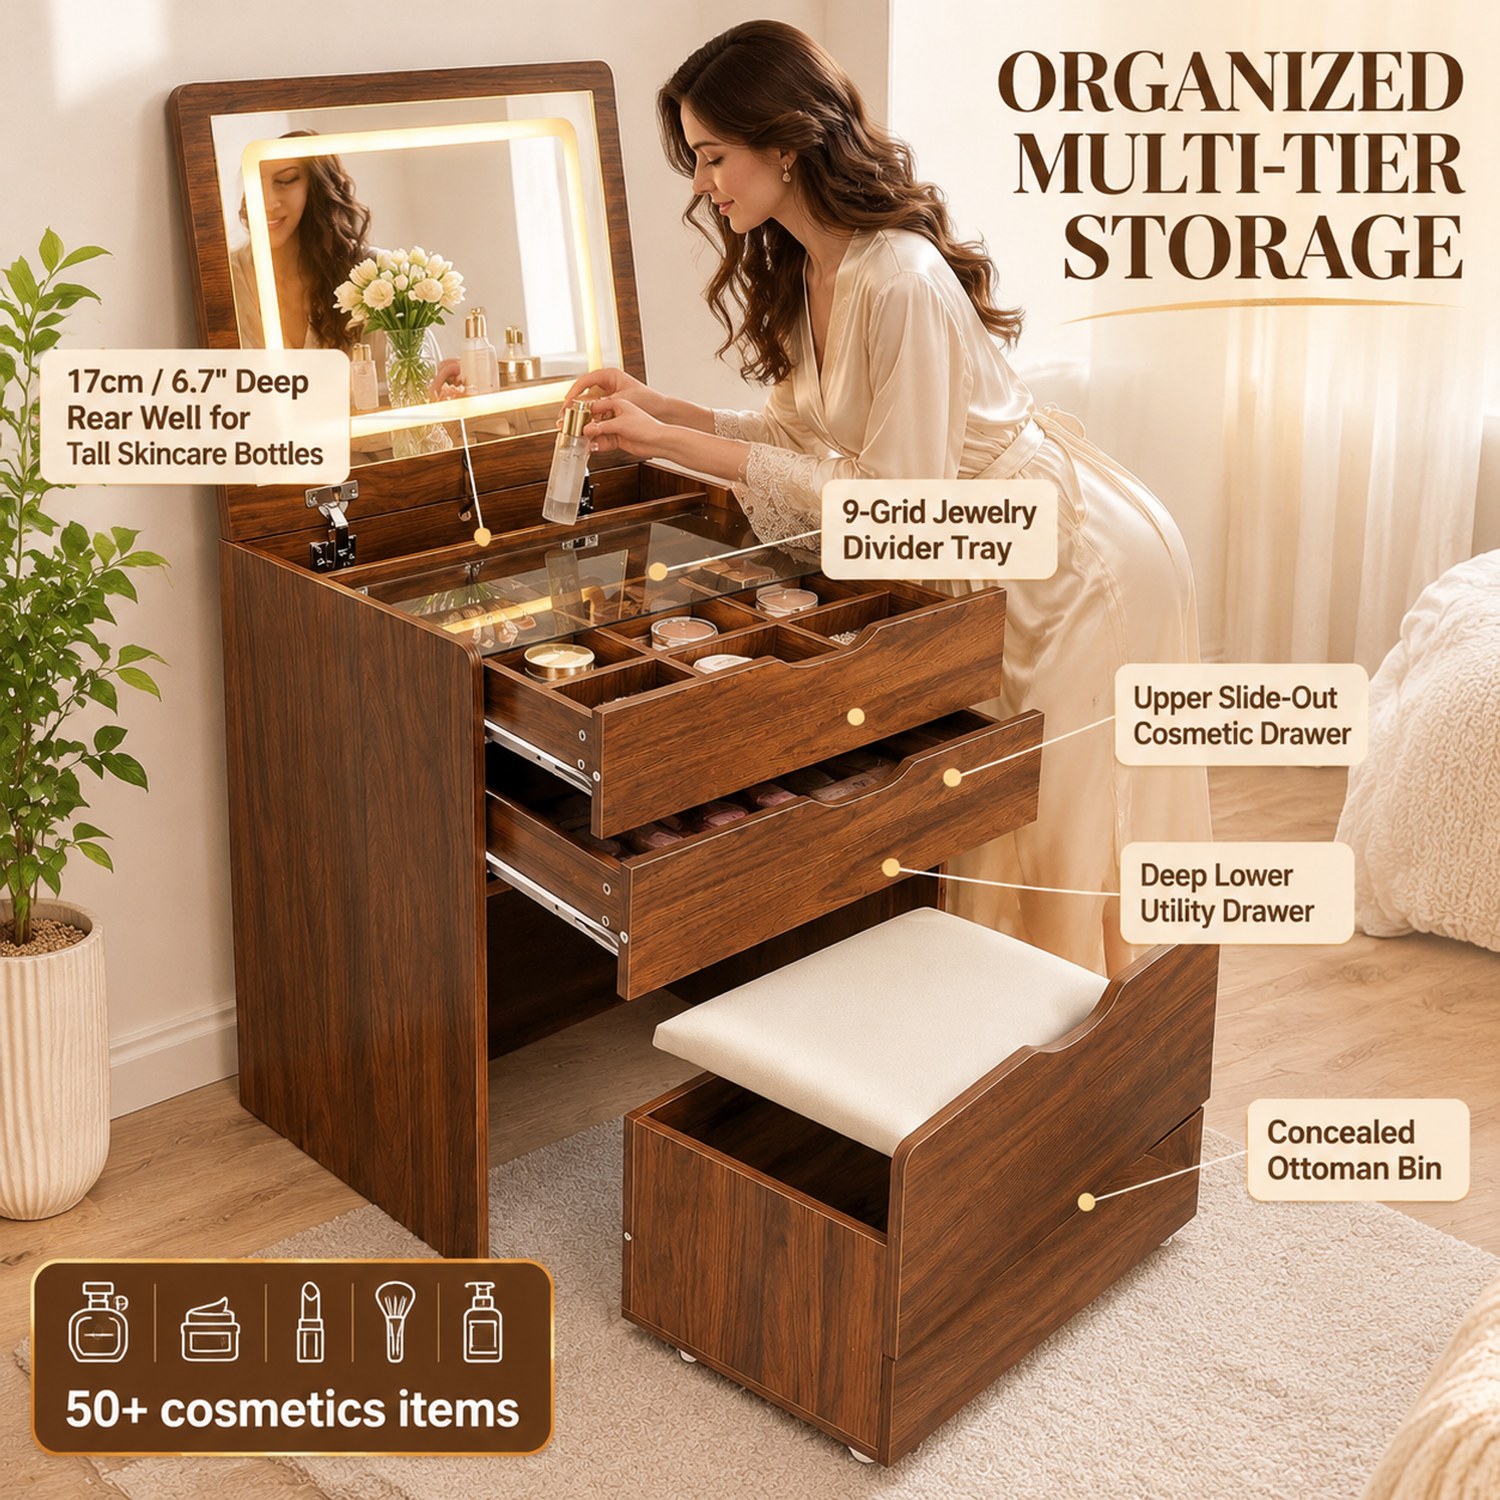 ORGANIZED
MULTI-TIER
STORAGE
17cm / 6.7" Deep
Rear Well for
Tall Skincare Bottles
9-Grid Jewelry
Divider Tray
Upper Slide-Out
Cosmetic Drawer
Deep Lower
Utility Drawer
Concealed
Ottoman Bin
50+ cosmetics items